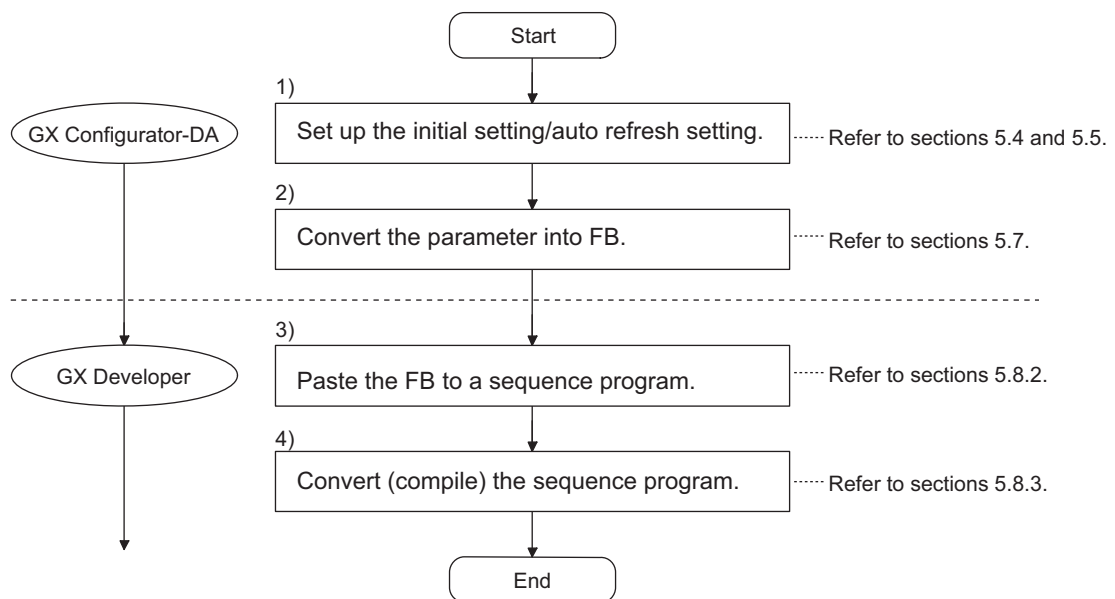 Start
1)
GX Configurator-DA
Set up the initial setting/auto refresh setting.
Refer to sections 5.4 and 5.5.
2)
Convert the parameter into FB.
Refer to sections 5.7.
3)
GX Developer
Paste the FB to a sequence program.
Refer to sections 5.8.2.
4)
Convert (compile) the sequence program.
Refer to sections 5.8.3.
End